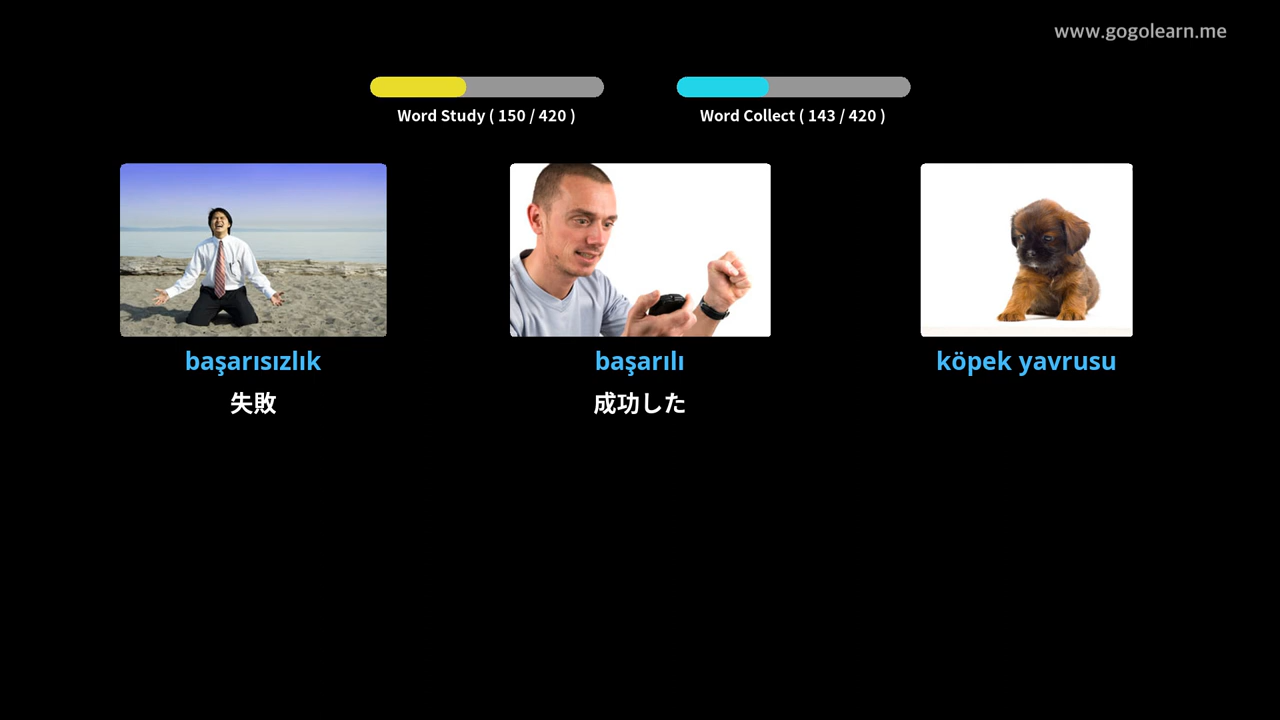 www.gogolearn.me
Word Study ( 150 / 420 )
Word Collect ( 143 / 420 )
başarısızlık
başarılı
köpek yavrusu
失敗
成功した